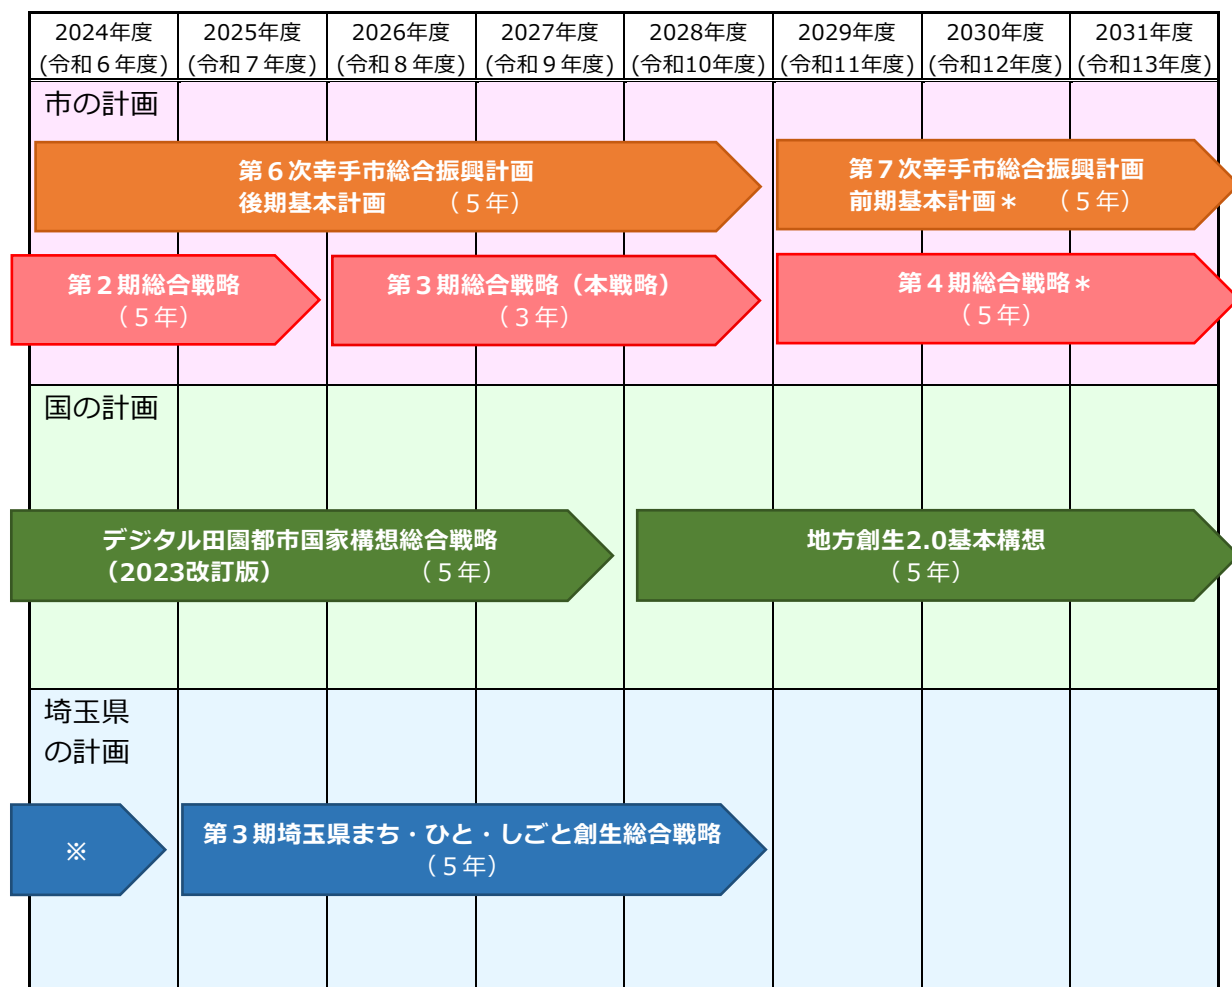 2024年度
(令和６年度)
2025年度
(令和７年度)
2026年度
(令和８年度)
2027年度
(令和９年度)
2028年度
(令和10年度)
2029年度
(令和11年度)
2030年度
(令和12年度)
2031年度
(令和13年度)
市の計画
第６次幸手市総合振興計画
後期基本計画 （５年）
第７次幸手市総合振興計画
前期基本計画＊ （５年）
第２期総合戦略
（５年）
第３期総合戦略（本戦略）
（３年）
第４期総合戦略＊
（５年）
国の計画
デジタル田園都市国家構想総合戦略
（2023改訂版） （５年）
地方創生2.0基本構想
（５年）
埼玉県
の計画
※
第３期埼玉県まち・ひと・しごと創生総合戦略
（５年）